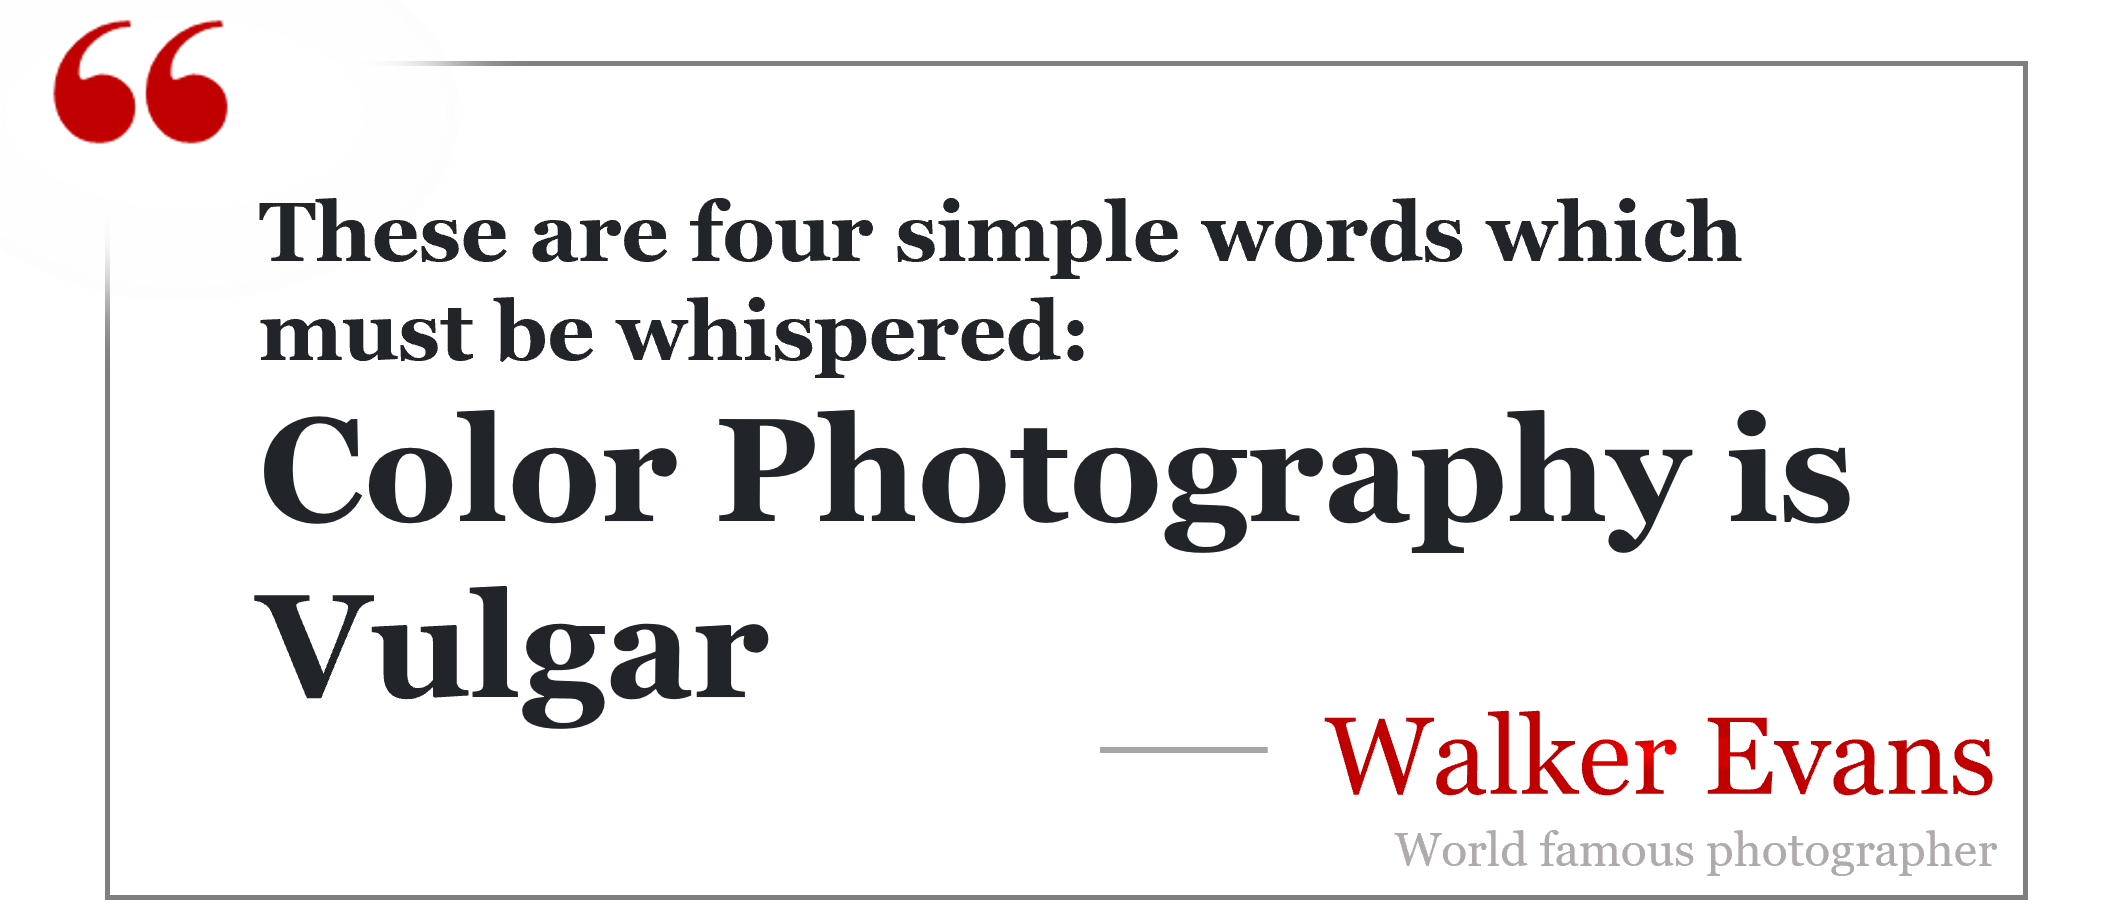 “
These are four simple words which
must be whispered:
Color Photography is
Vulgar
Walker Evans
World famous photographer